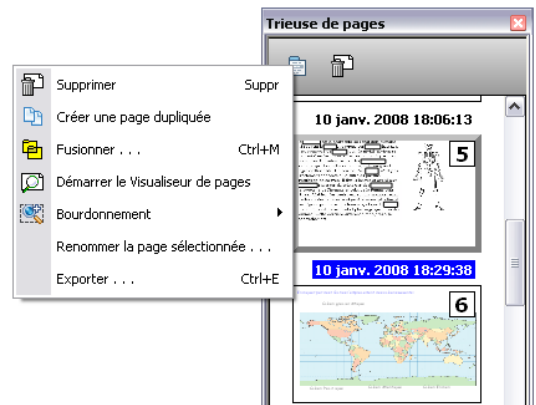 Trieuse de pages
Supprimer Suppr
Créer une page dupliquée
Fusionner . . . Ctrl+M
Démarrer le Visualiseur de pages
Bourdonnement
Renommer la page sélectionnée . . .
Exporter . . . Ctrl+E
10 janv. 2008 18:06:13
5
10 janv. 2008 18:29:38
6